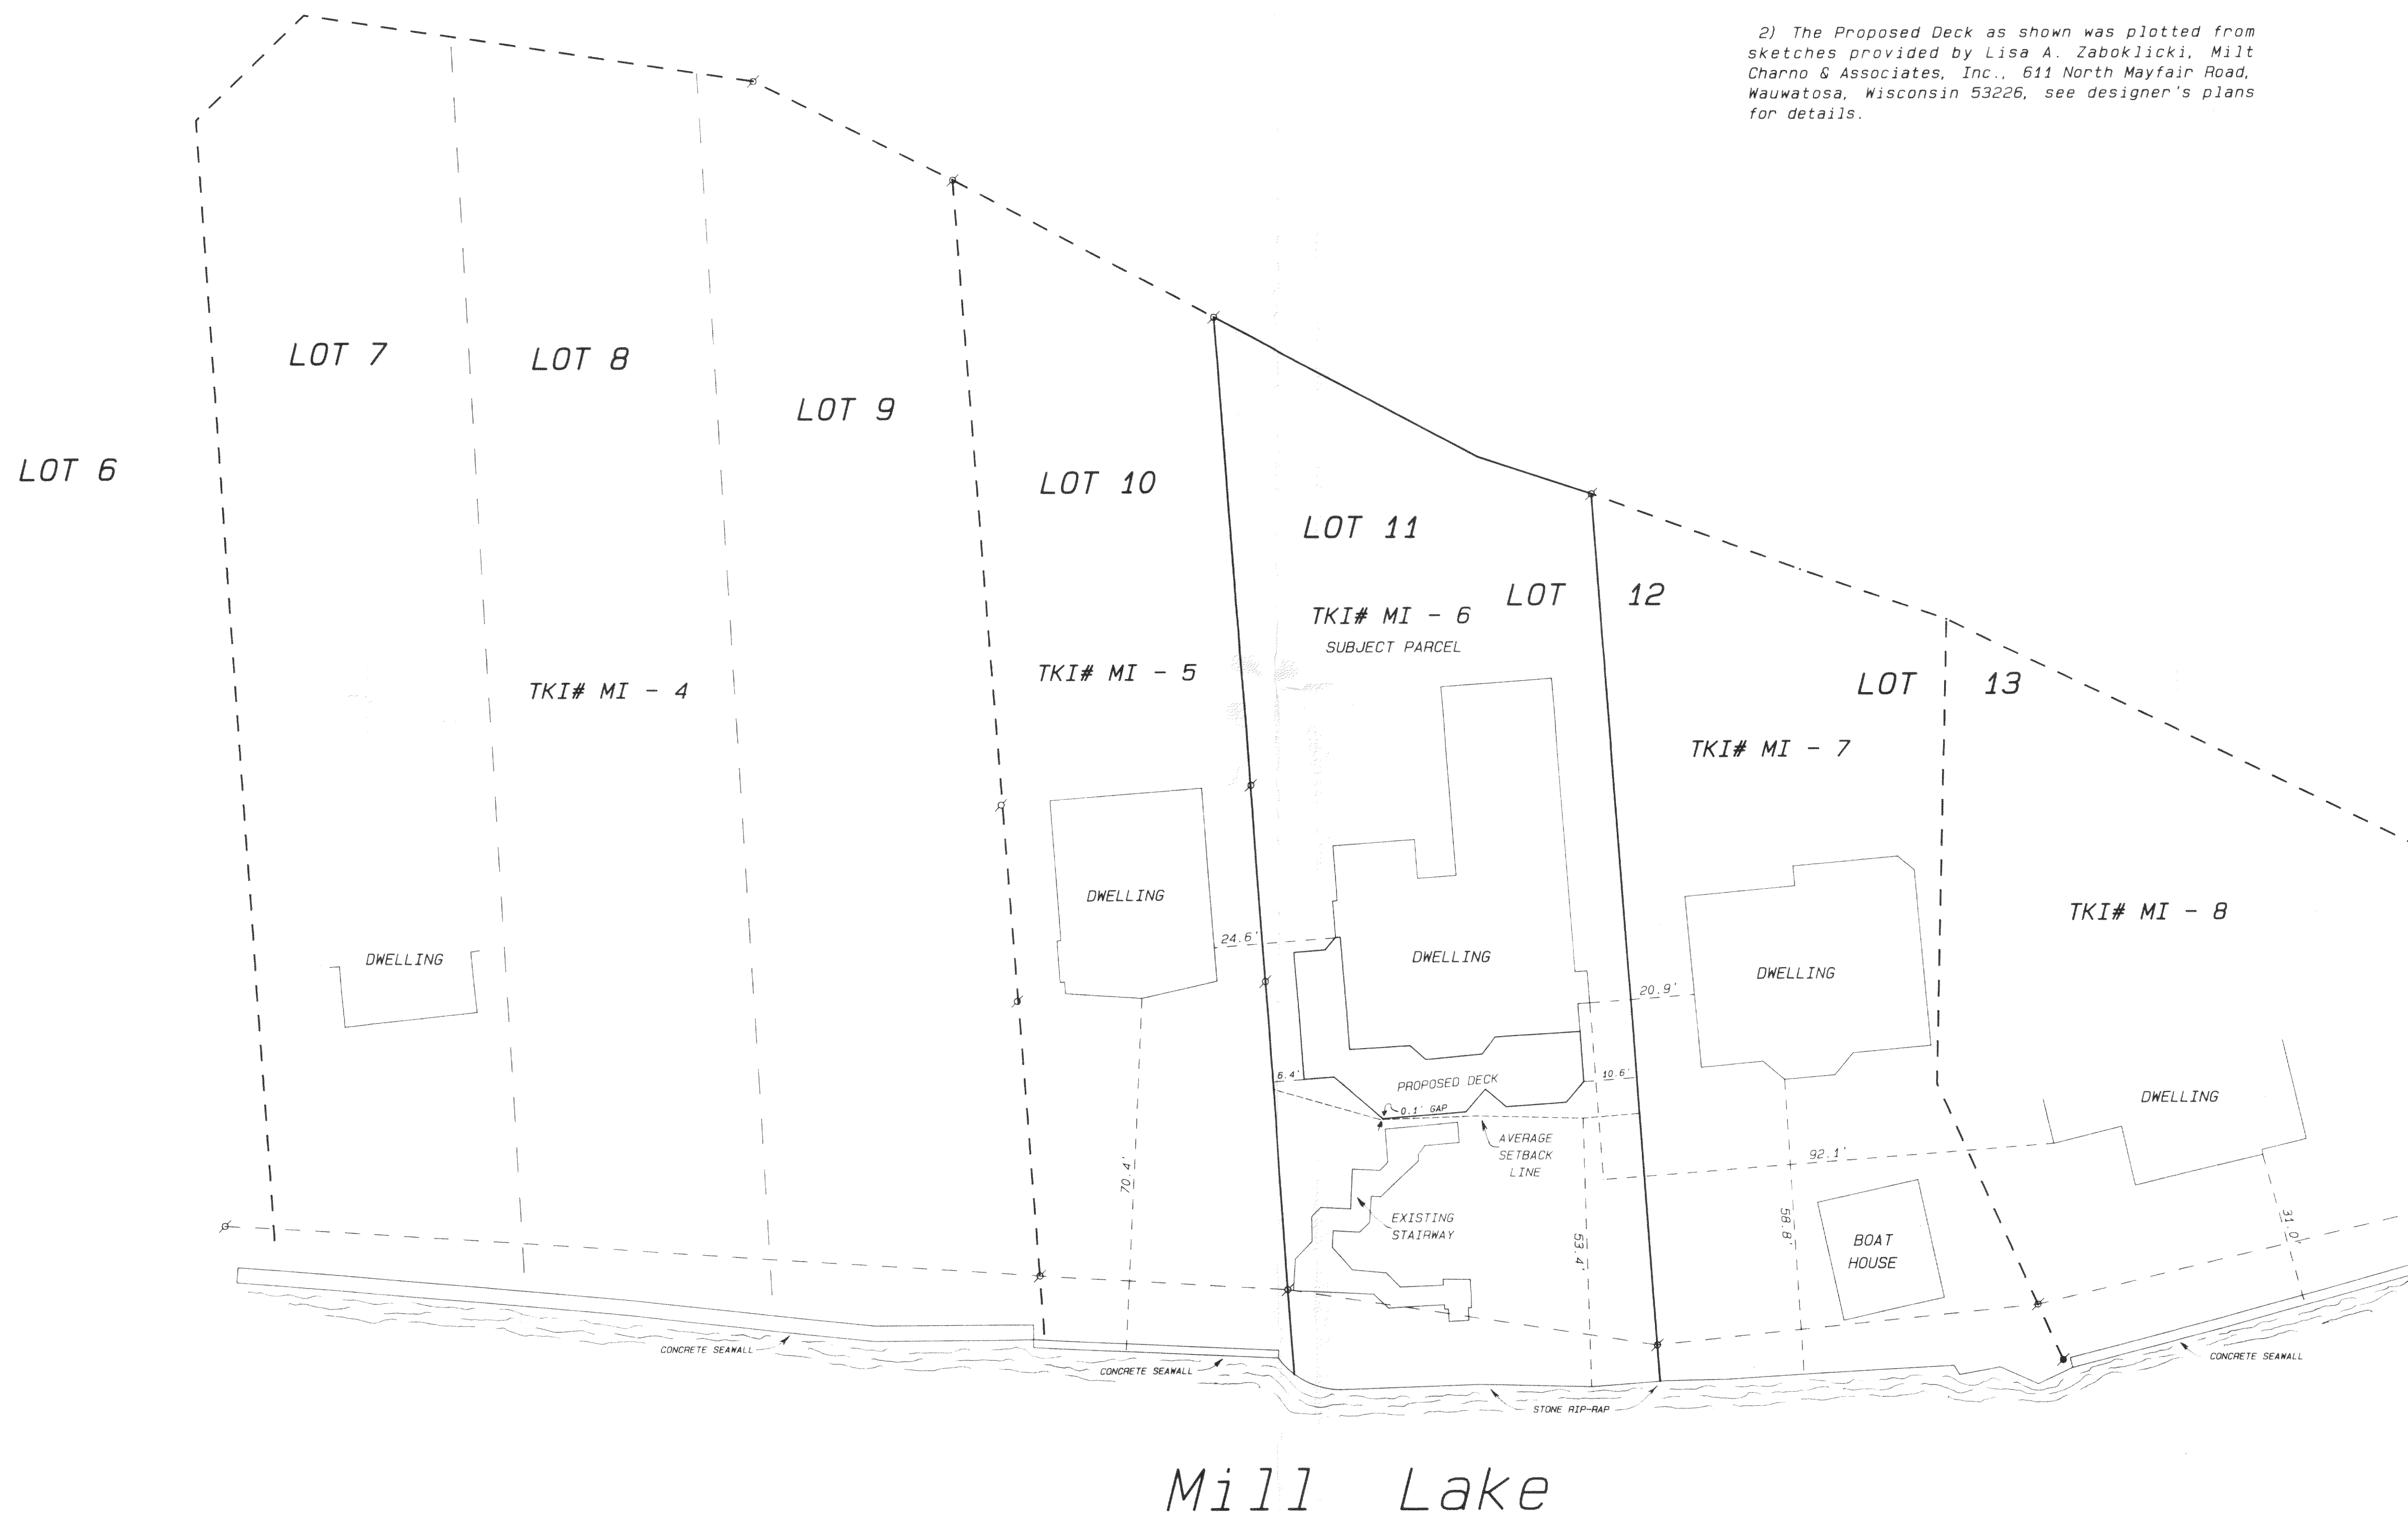 2) The Proposed Deck as shown was plotted from
sketches provided by Lisa A. Zaboklicki, Milt
Charno & Associates, Inc., 611 North Mayfair Road,
Wauwatosa, Wisconsin 53226, see designer's plans
for details.
LOT 7
LOT 8
LOT 9
LOT 6
LOT 10
LOT 11
LOT 12
TKI# MI - 6
SUBJECT PARCEL
TKI# MI - 5
TKI# MI - 4
LOT 13
TKI# MI - 7
DWELLING
TKI# MI - 8
24.6'
DWELLING
DWELLING
DWELLING
20.9'
6.4'
PROPOSED DECK
10.6'
0.1' GAP
DWELLING
AVERAGE
SETBACK
LINE
92.1'
70.4'
EXISTING
STAIRWAY
53.4'
58.8'
BOAT
HOUSE
31.0'
CONCRETE SEAWALL
CONCRETE SEAWALL
CONCRETE SEAWALL
STONE RIP-RAP
Mill Lake